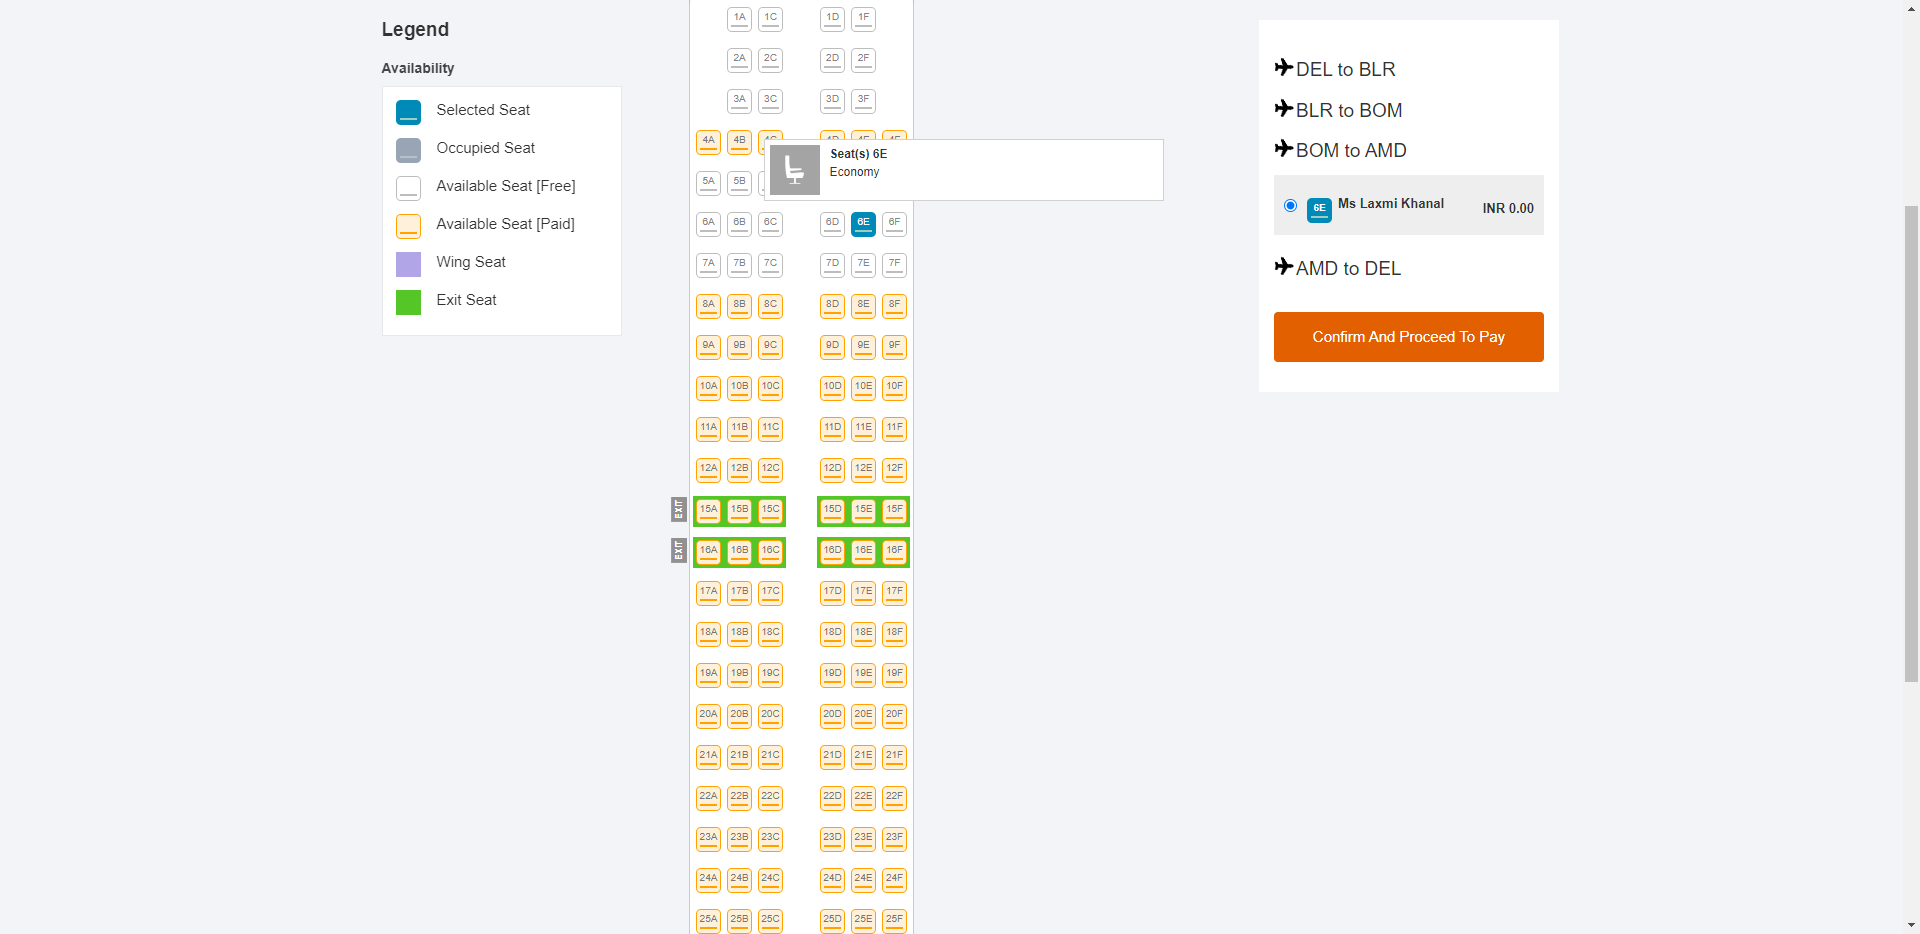 Legend
Availability
Selected Seat
Occupied Seat
Available Seat [Free]
Available Seat [Paid]
Wing Seat
Exit Seat
1A 1C 1D 1F
2A 2C 2D 2F
3A 3C 3D 3F
4A 4B
Seat(s) 6E
Economy
5A 5B
6A 6B 6C 6D 6E 6F
7A 7B 7C 7D 7E 7F
8A 8B 8C 8D 8E 8F
9A 9B 9C 9D 9E 9F
10A 10B 10C 10D 10E 10F
11A 11B 11C 11D 11E 11F
12A 12B 12C 12D 12E 12F
EXIT 15A 15B 15C 15D 15E 15F
EXIT 16A 16B 16C 16D 16E 16F
17A 17B 17C 17D 17E 17F
18A 18B 18C 18D 18E 18F
19A 19B 19C 19D 19E 19F
20A 20B 20C 20D 20E 20F
21A 21B 21C 21D 21E 21F
22A 22B 22C 22D 22E 22F
23A 23B 23C 23D 23E 23F
24A 24B 24C 24D 24E 24F
25A 25B 25C 25D 25E 25F
DEL to BLR
BLR to BOM
BOM to AMD
6E Ms Laxmi Khanal INR 0.00
AMD to DEL
Confirm And Proceed To Pay